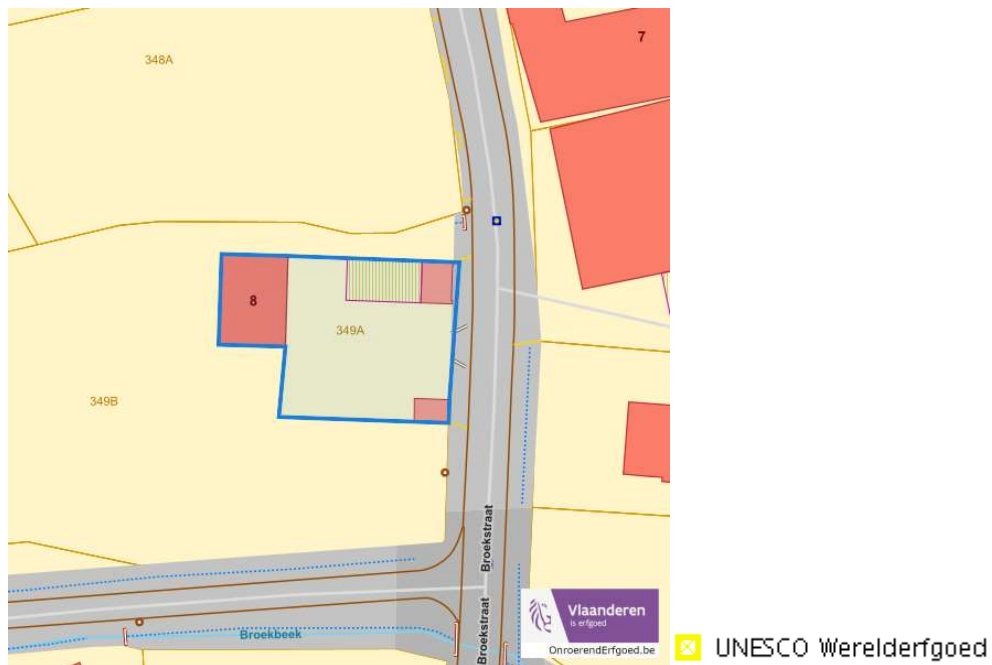 348A
7
8
349A
349B
Broekstraat
Broekstraat
Broekbeek
Vlaanderen
is erfgoed
OnroerendErfgoed.be
UNESCO Werelderfgoed